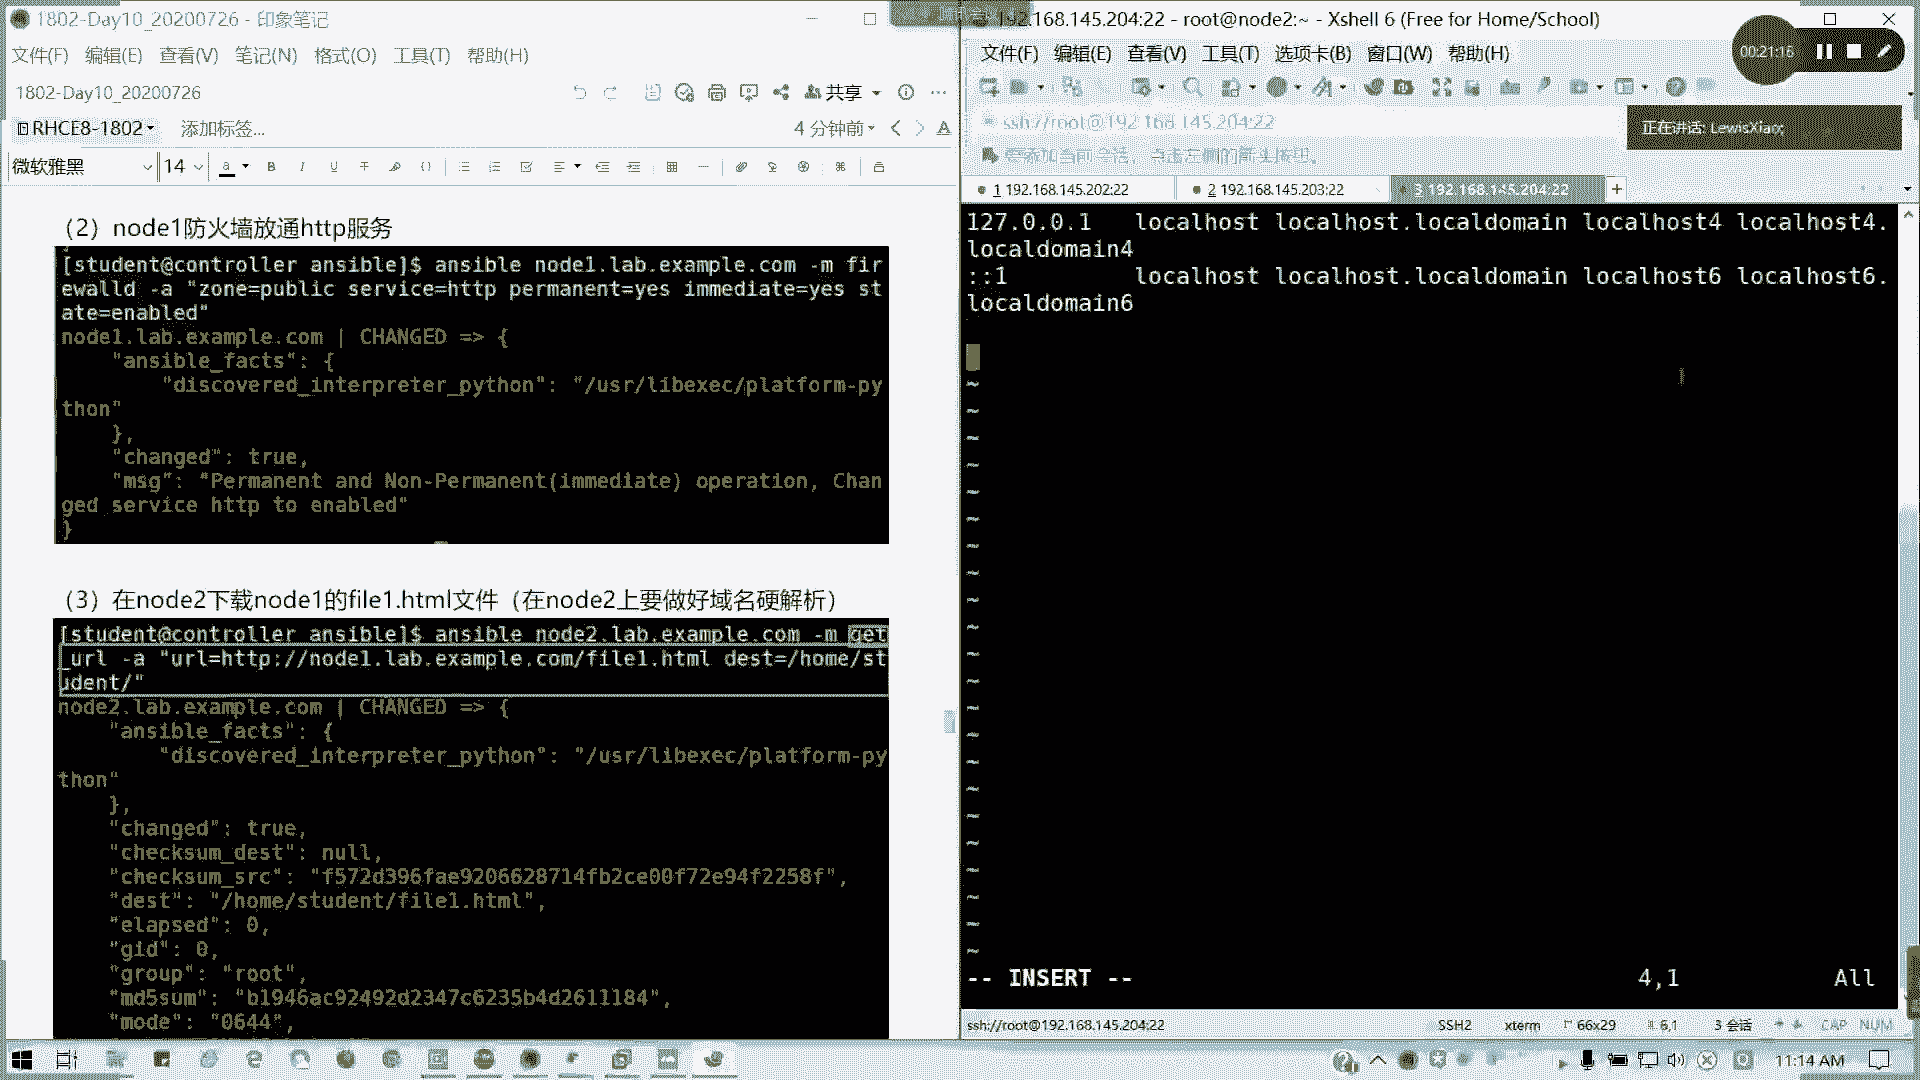 1802-Day10_20200726 - 印象笔记
文件(F) 编辑(E) 查看(V) 笔记(N) 格式(O) 工具(T) 帮助(H)
1802-Day10_20200726
共享
RHCE8-1802
添加标签...
4 分钟前
微软雅黑
14
（2）node1防火墙放通http服务
[student@controller ansible]$ ansible node1.lab.example.com -m fir
ewalld -a "zone=public service=http permanent=yes immediate=yes st
ate=enabled"
node1.lab.example.com | CHANGED => {
"ansible_facts": {
"discovered_interpreter_python": "/usr/libexec/platform-py
thon"
},
"changed": true,
"msg": "Permanent and Non-Permanent(immediate) operation, Chan
ged service http to enabled"
}
（3）在node2下载node1的file1.html文件（在node2上要做好域名硬解析）
[student@controller ansible]$ ansible node2.lab.example.com -m get
_url -a "url=http://node1.lab.example.com/file1.html dest=/home/st
udent/"
node2.lab.example.com | CHANGED => {
"ansible_facts": {
"discovered_interpreter_python": "/usr/libexec/platform-py
thon"
},
"changed": true,
"checksum_dest": null,
"checksum_src": "f572d396fae9206628714fb2ce00f72e94f2258f",
"dest": "/home/student/file1.html",
"elapsed": 0,
"gid": 0,
"group": "root",
"md5sum": "b1946ac92492d2347c6235b4d2611184",
"mode": "0644",
192.168.145.204:22 - root@node2:~ - Xshell 6 (Free for Home/School)
文件(F) 编辑(E) 查看(V) 工具(T) 选项卡(B) 窗口(W) 帮助(H)
00:21:16
ssh://root@192.168.145.204:22
正在讲话: LewisXiao;
要添加当前会话，点击左侧的箭头按钮。
1 192.168.145.202:22
2 192.168.145.203:22
3 192.168.145.204:22
127.0.0.1 localhost localhost.localdomain localhost4 localhost4.
localdomain4
::1 localhost localhost.localdomain localhost6 localhost6.
localdomain6
-- INSERT --
4,1
All
ssh://root@192.168.145.204:22
SSH2
xterm
66x29
6,1
3 会话
CAP NUM
11:14 AM